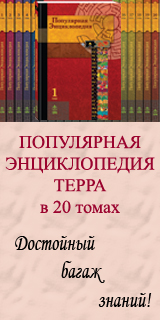 Популярная
Энциклопедия
1
ПОПУЛЯРНАЯ
ЭНЦИКЛОПЕДИЯ
ТЕРРА
в 20 томах
Достойный
багаж
знаний!